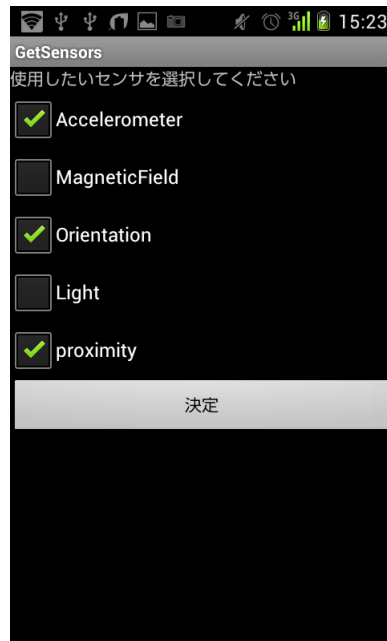 3G 15:23
GetSensors
使用したいセンサを選択してください
Accelerometer
MagneticField
Orientation
Light
proximity
決定